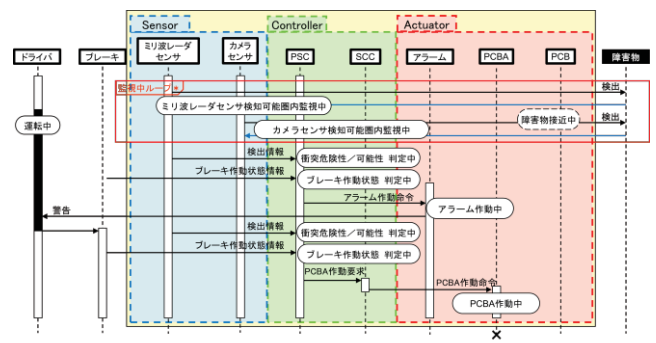 Sensor
Controller
Actuator
ドライバ
ブレーキ
ミリ波レーダ
センサ
カメラ
センサ
PSC
SCC
アラーム
PCBA
PCB
障害物
監視中ループ*
検出
ミリ波レーダセンサ検知可能圏内監視中
運転中
障害物接近中
検出
カメラセンサ検知可能圏内監視中
検出情報
衝突危険性/可能性 判定中
ブレーキ作動状態情報
ブレーキ作動状態 判定中
アラーム作動命令
警告
アラーム作動中
検出情報
衝突危険性/可能性 判定中
ブレーキ作動状態情報
ブレーキ作動状態 判定中
PCBA作動要求
PCBA作動命令
PCBA作動中